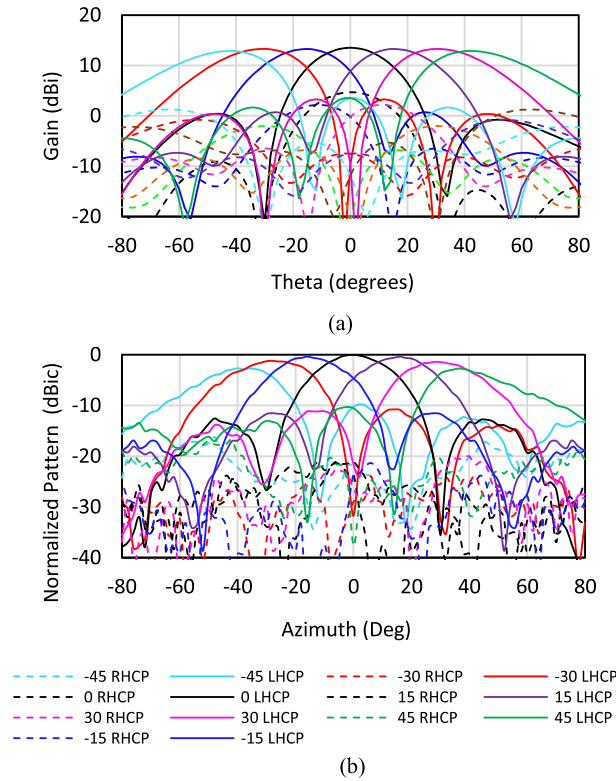 20
10
0
-10
20
Gain (dBi)
-80 -60 -40 -20 0 20 40 60 80
Theta (degrees)
(a)
0
-10
-20
-30
-40
Normalized Pattern (dBic)
-80 -60 -40 -20 0 20 40 60 80
Azimuth (Deg)
-45 RHCP -45 LHCP -30 RHCP -30 LHCP
0 RHCP 0 LHCP 15 RHCP 15 LHCP
30 RHCP 30 LHCP 45 RHCP 45 LHCP
-15 RHCP -15 LHCP
(b)